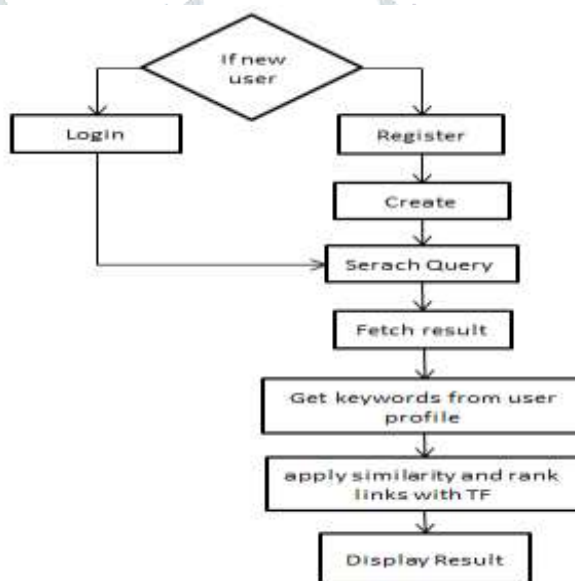 If new
user
Login
Register
Create
Serach Query
Fetch result
Get keywords from user
profile
apply similarity and rank
links with TF
Display Result